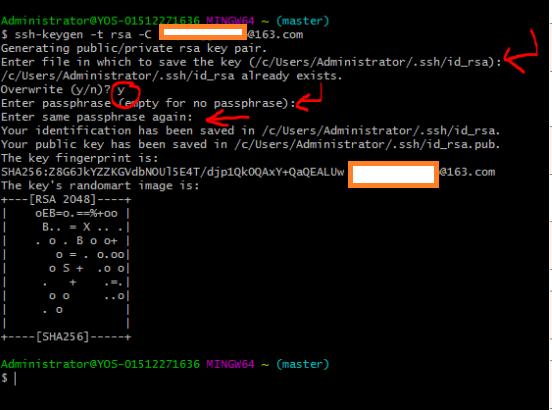 Administrator@YOS-01512271636 MINGW64 ~ (master)
$ ssh-keygen -t rsa -C @163.com
Generating public/private rsa key pair.
Enter file in which to save the key (/c/Users/Administrator/.ssh/id_rsa):
/c/Users/Administrator/.ssh/id_rsa already exists.
Overwrite (y/n)? y
Enter passphrase (empty for no passphrase):
Enter same passphrase again:
Your identification has been saved in /c/Users/Administrator/.ssh/id_rsa.
Your public key has been saved in /c/Users/Administrator/.ssh/id_rsa.pub.
The key fingerprint is:
SHA256:Z8G6JkYZZKGVdbNOUl5E4T/djp1QkOQAxY+QaQEALUw @163.com
The key's randomart image is:
+---[RSA 2048]----+
|    oEB=o.==%+oo |
|     B.. = X .. .|
|    . o . B o o+ |
|       o = . o.oo|
|      o S +  .o o|
|     .   +    .=.|
|      o o     ..o|
|     . o         |
|                 |
+----[SHA256]-----+
Administrator@YOS-01512271636 MINGW64 ~ (master)
$